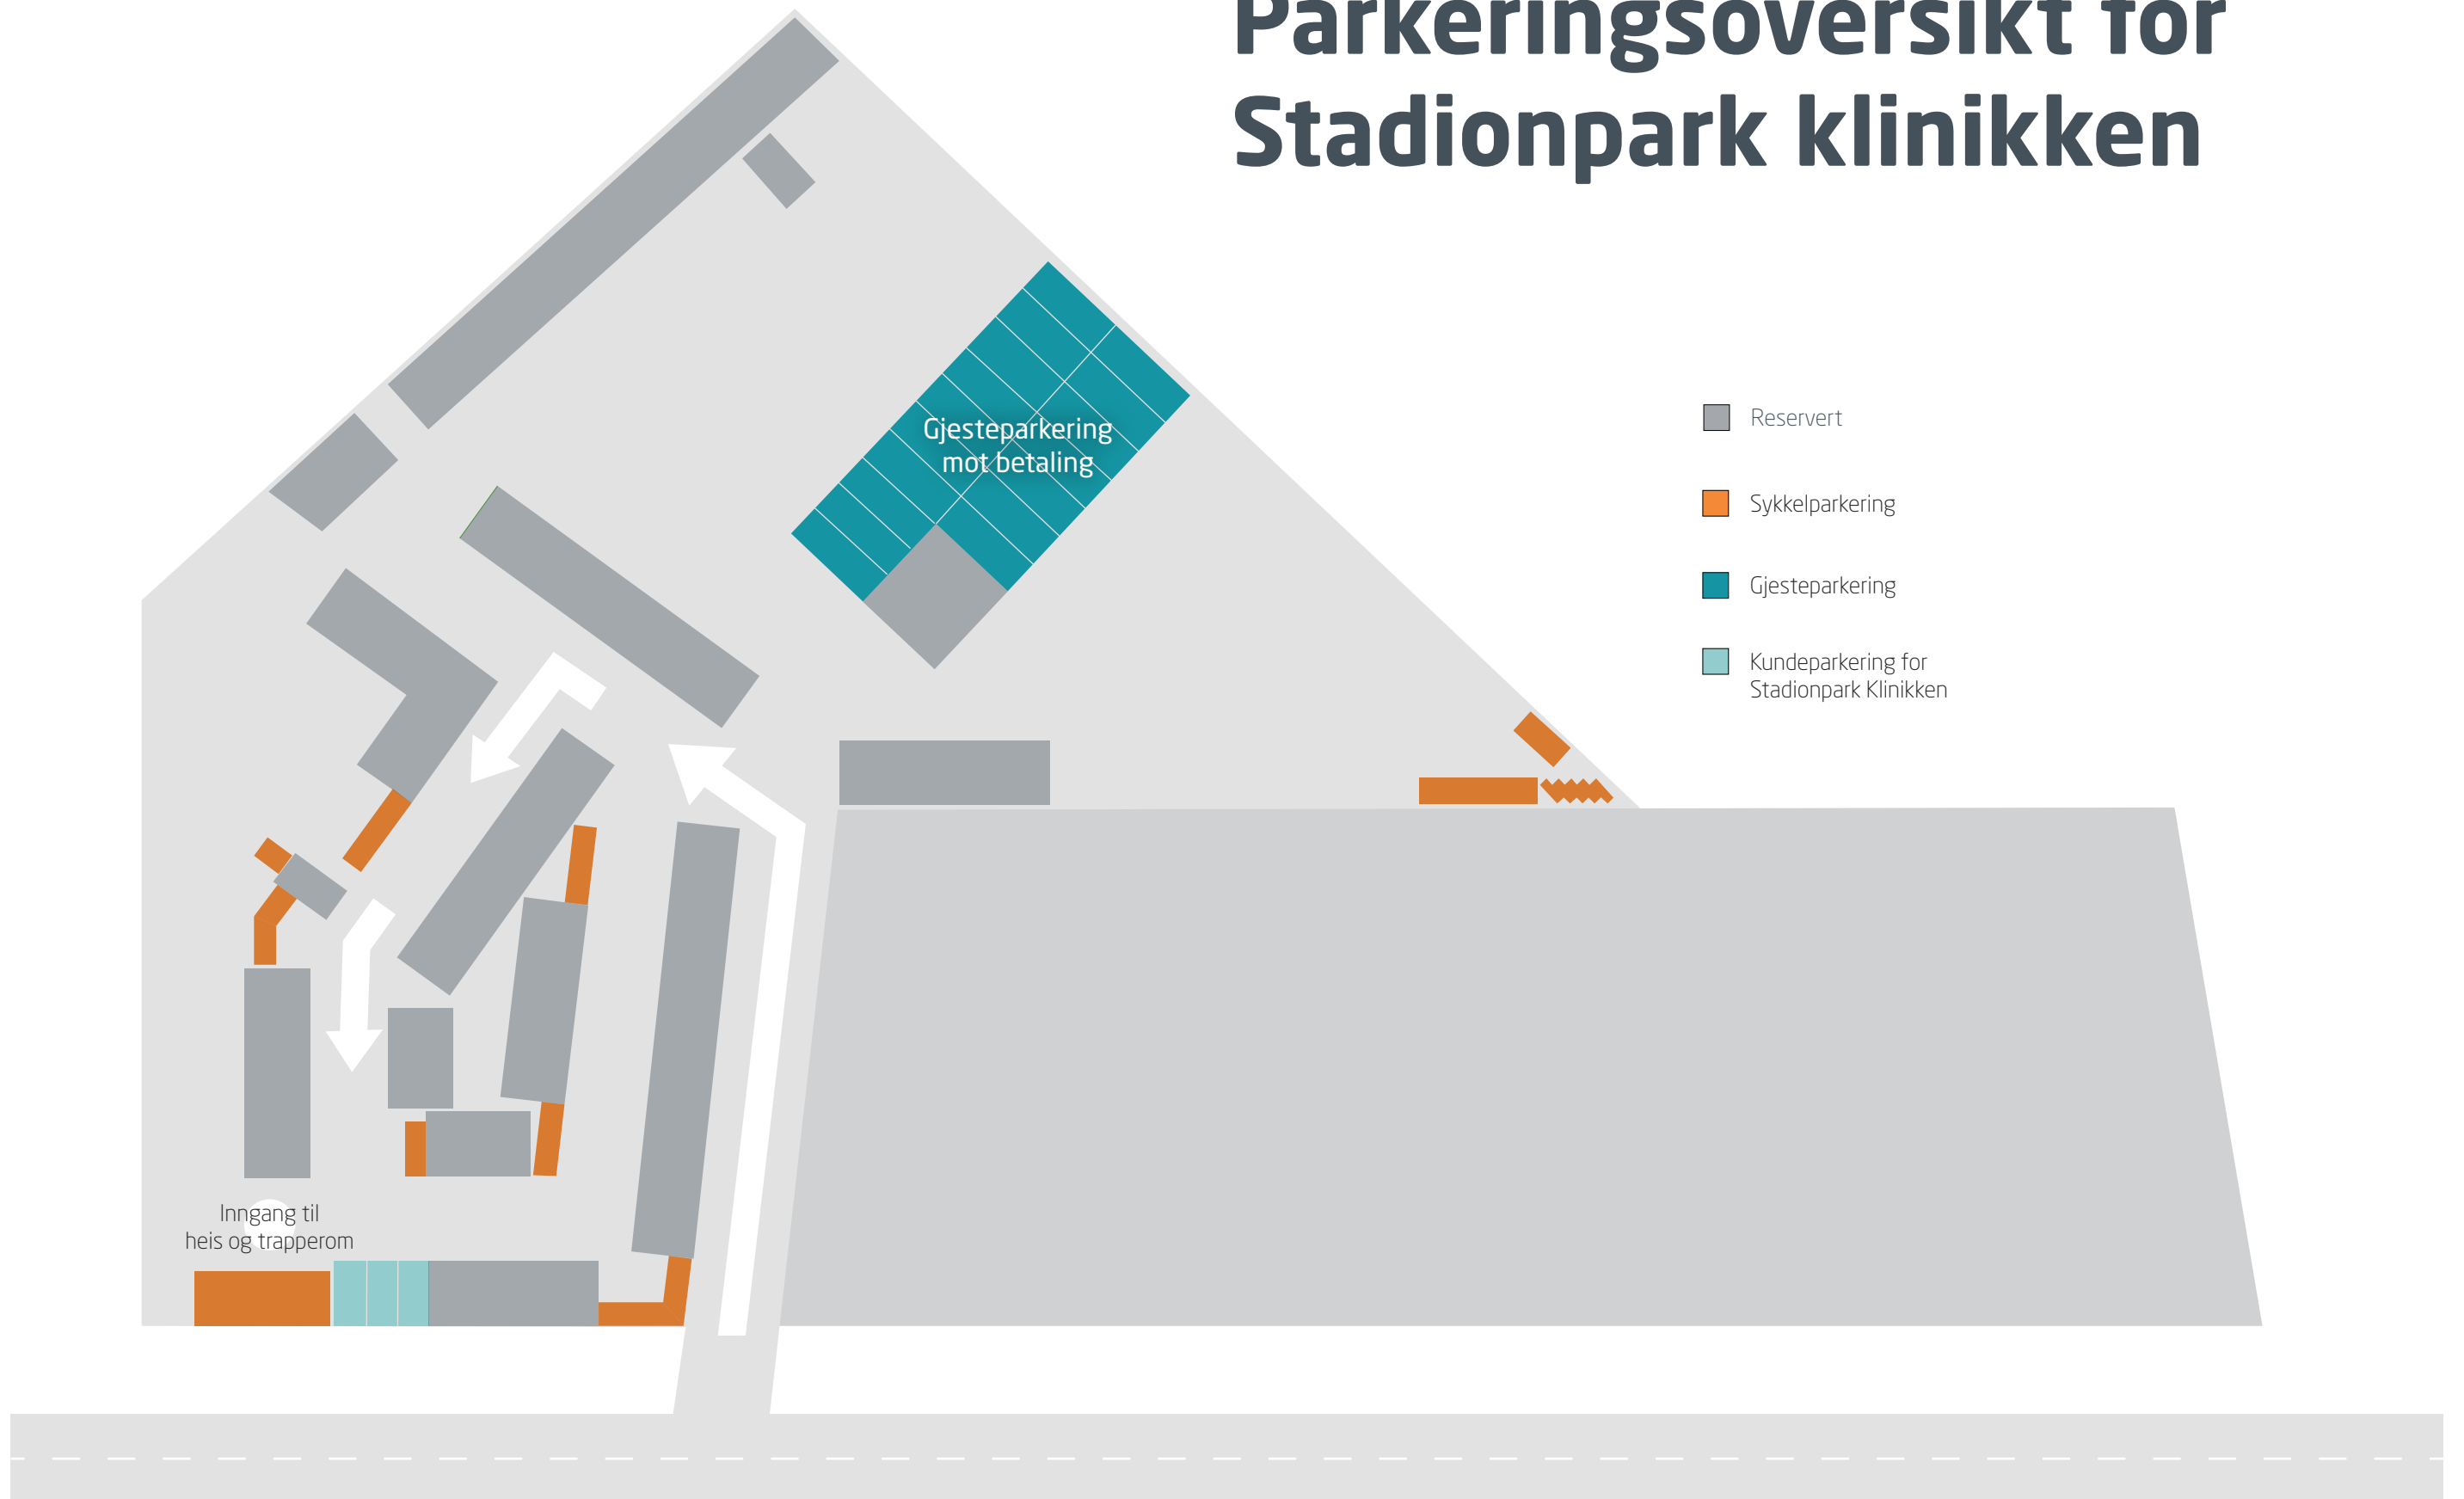 Parkeringsoversikt for
Stadionpark klinikken
Gjesteparkering
mot betaling
Reservert
Sykkelparkering
Gjesteparkering
Kundeparkering for
Stadionpark Klinikken
Inngang til
heis og trapperom